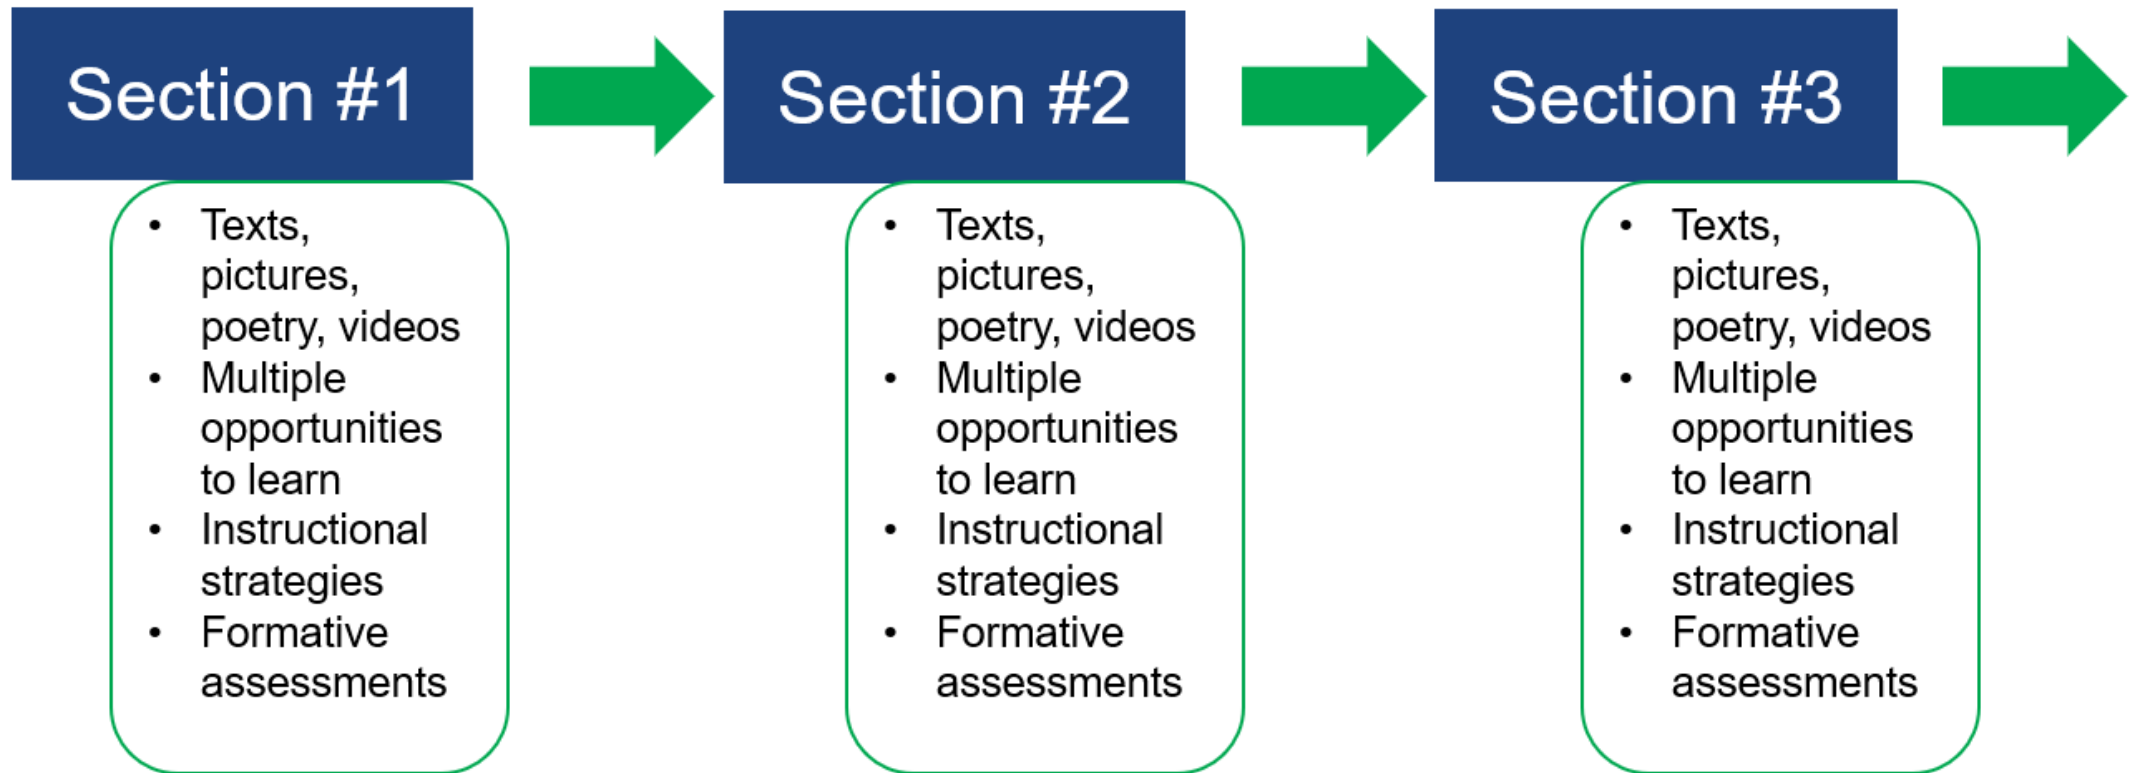 Section #1
Section #2
Section #3
• Texts,
pictures,
poetry, videos
• Multiple
opportunities
to learn
• Instructional
strategies
• Formative
assessments
• Texts,
pictures,
poetry, videos
• Multiple
opportunities
to learn
• Instructional
strategies
• Formative
assessments
• Texts,
pictures,
poetry, videos
• Multiple
opportunities
to learn
• Instructional
strategies
• Formative
assessments